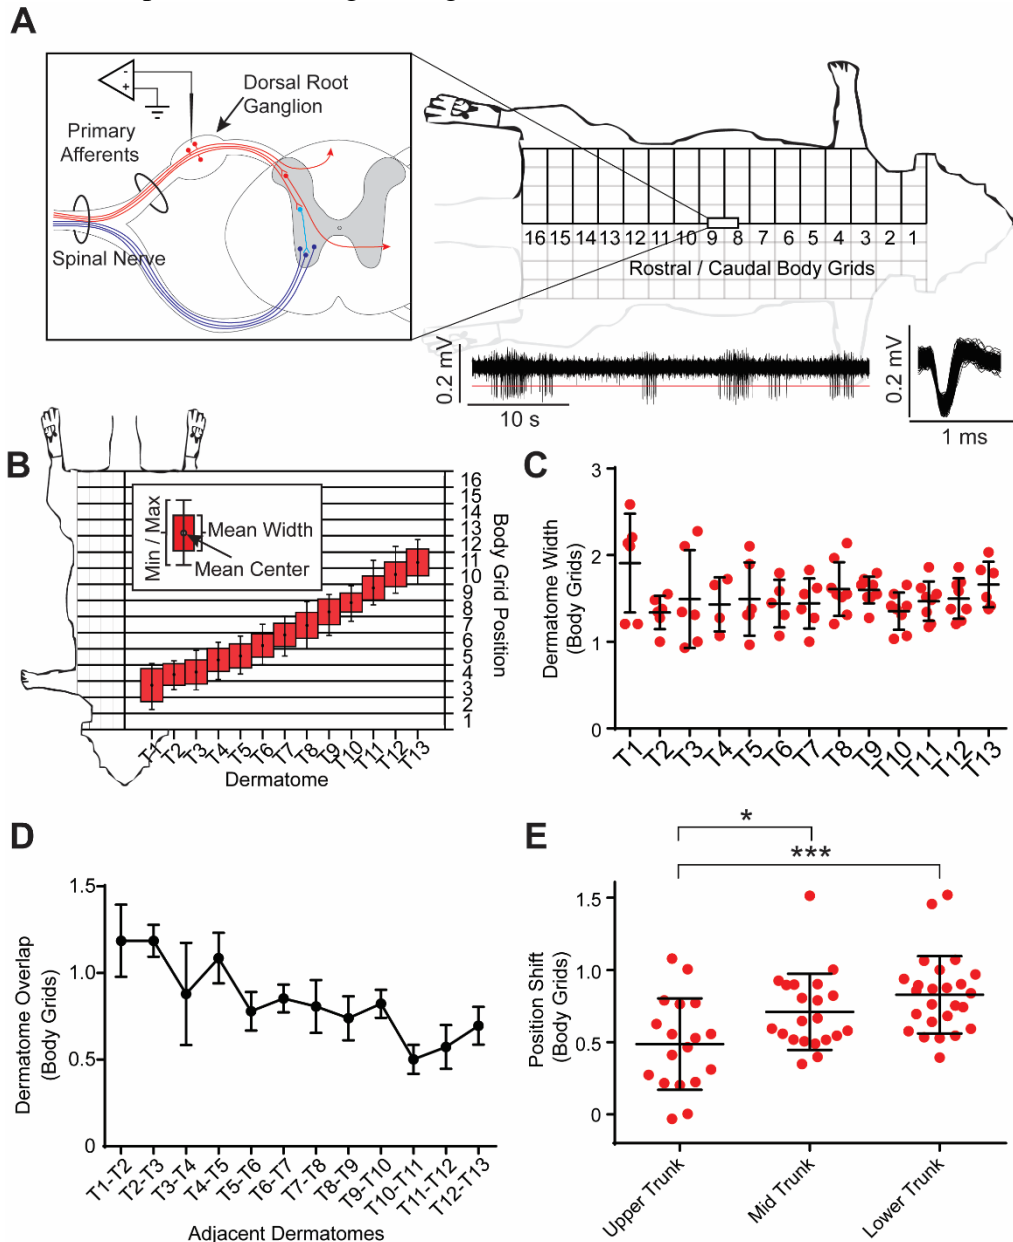 A
Dorsal Root
Ganglion
Primary
Afferents
Spinal Nerve
-
+
16 15 14 13 12 11 10 9 8 7 6 5 4 3 2 1
Rostral / Caudal Body Grids
0.2 mV
10 s
0.2 mV
1 ms
B
Min / Max
Mean Width
Mean Center
16
15
14
13
12
11
10
9
8
7
6
5
4
3
2
1
Body Grid Position
T-1 T2 T3 T-4 T-5 T6 T7 T8 T9 T10 T11 T12 T13
Dermatome
C
Dermatome Width
(Body Grids)
3
2
1
0
T1 T2 T3 T4 T5 T6 T7 T8 T9 T10 T11 T12 T13
D
Dermatome Overlap
(Body Grids)
1.5
1.0
0.5
0
T1-T2 T2-T3 T3-T4 T4-T5 T5-T6 T6-T7 T7-T8 T8-T9 T9-T10 T10-T11 T11-T12 T12-T13
Adjacent Dermatomes
E
*
***
Position Shift
(Body Grids)
1.5
1.0
0.5
0
Upper Trunk
Mid Trunk
Lower Trunk